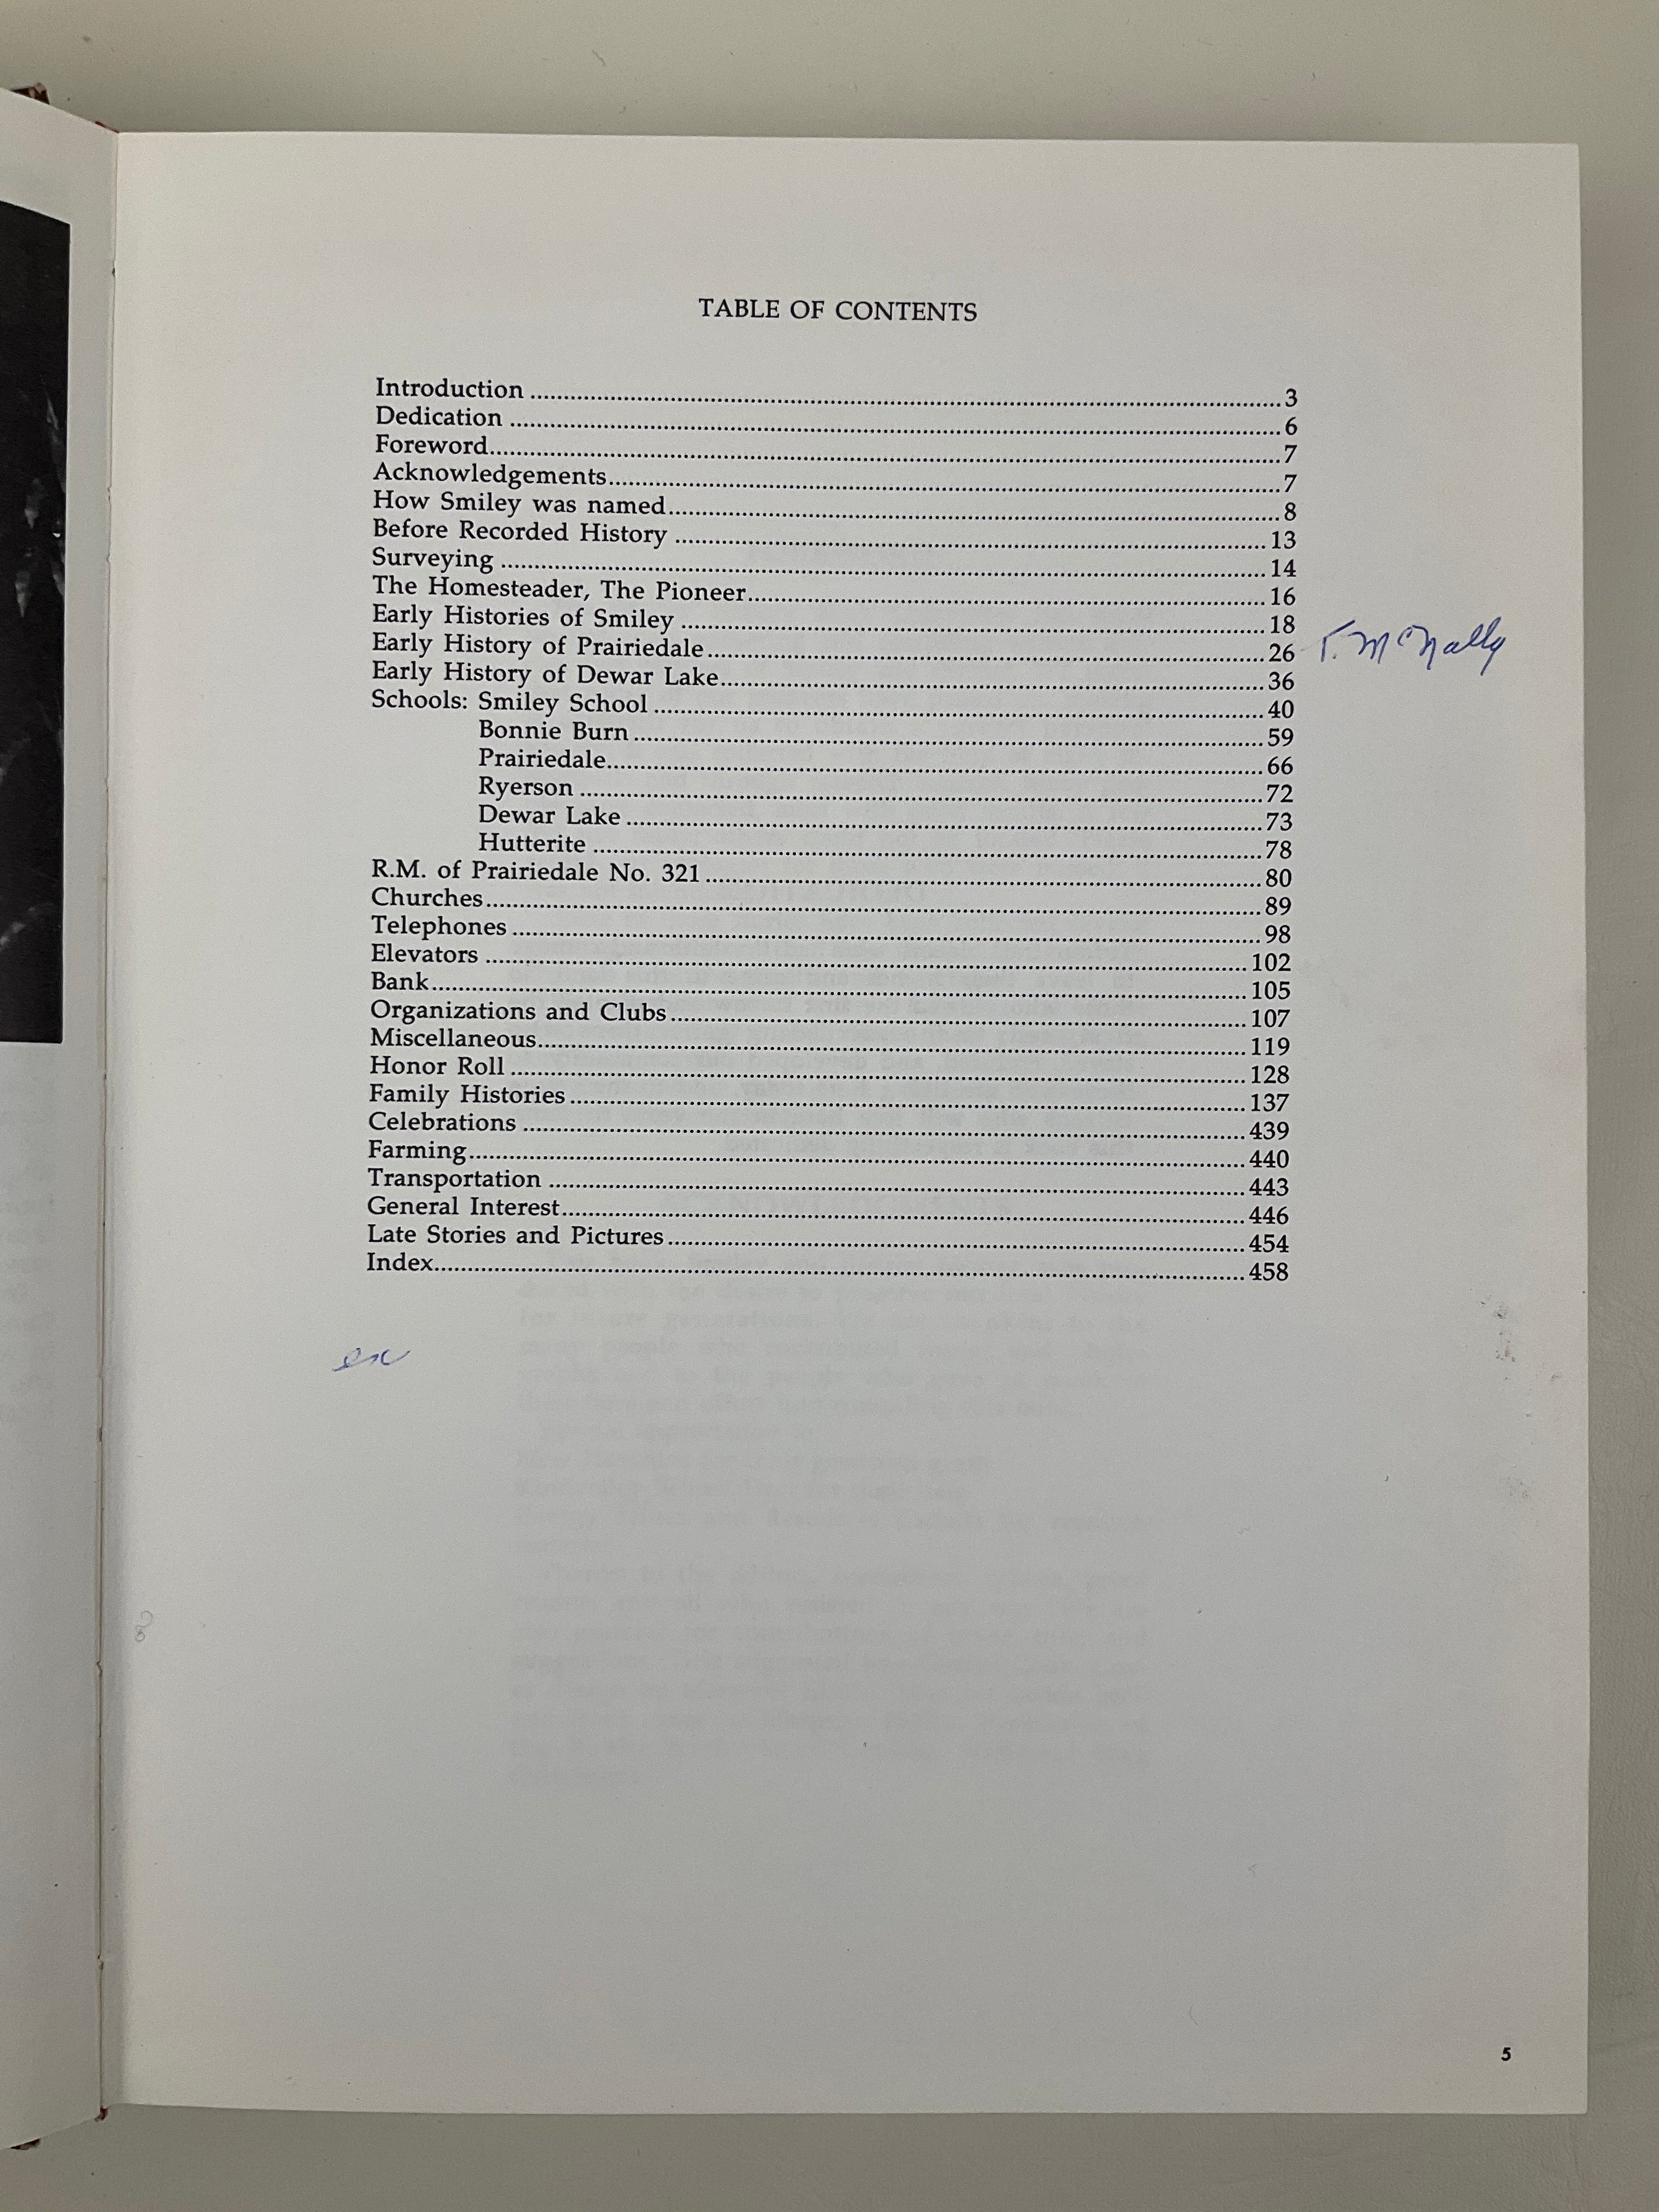 TABLE OF CONTENTS
Introduction ........ 3
Dedication ........ 6
Foreword ........ 7
Acknowledgements ........ 7
How Smiley was named ........ 8
Before Recorded History ........ 13
Surveying ........ 14
The Homesteader, The Pioneer ........ 16
Early Histories of Smiley ........ 18
Early History of Prairiedale ........ 26 T. McNally
Early History of Dewar Lake ........ 36
Schools: Smiley School ........ 40
Bonnie Burn ........ 59
Prairiedale ........ 66
Ryerson ........ 72
Dewar Lake ........ 73
Hutterite ........ 78
R.M. of Prairiedale No. 321 ........ 80
Churches ........ 89
Telephones ........ 98
Elevators ........ 102
Bank ........ 105
Organizations and Clubs ........ 107
Miscellaneous ........ 119
Honor Roll ........ 128
Family Histories ........ 137
Celebrations ........ 439
Farming ........ 440
Transportation ........ 443
General Interest ........ 446
Late Stories and Pictures ........ 454
Index ........ 458
5